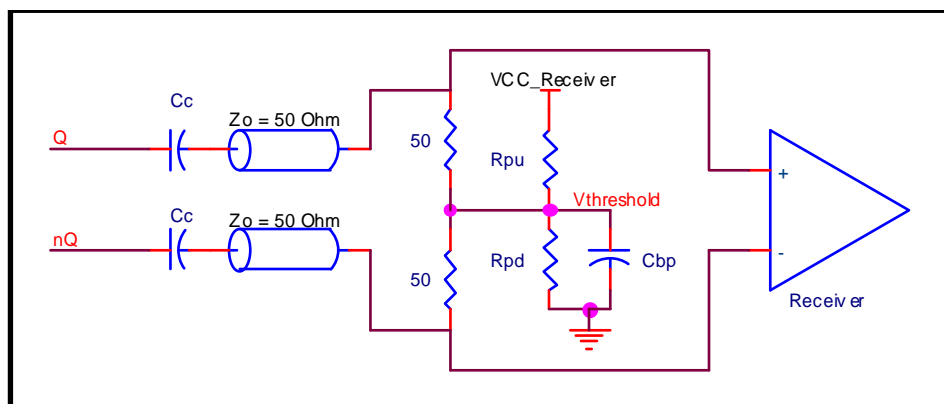 VCC_Receiver
Cc
Zo = 50 Ohm
Q
50
Rpu
+
Vthreshold
Cc
Zo = 50 Ohm
nQ
50
Rpd
Cbp
-
Receiver